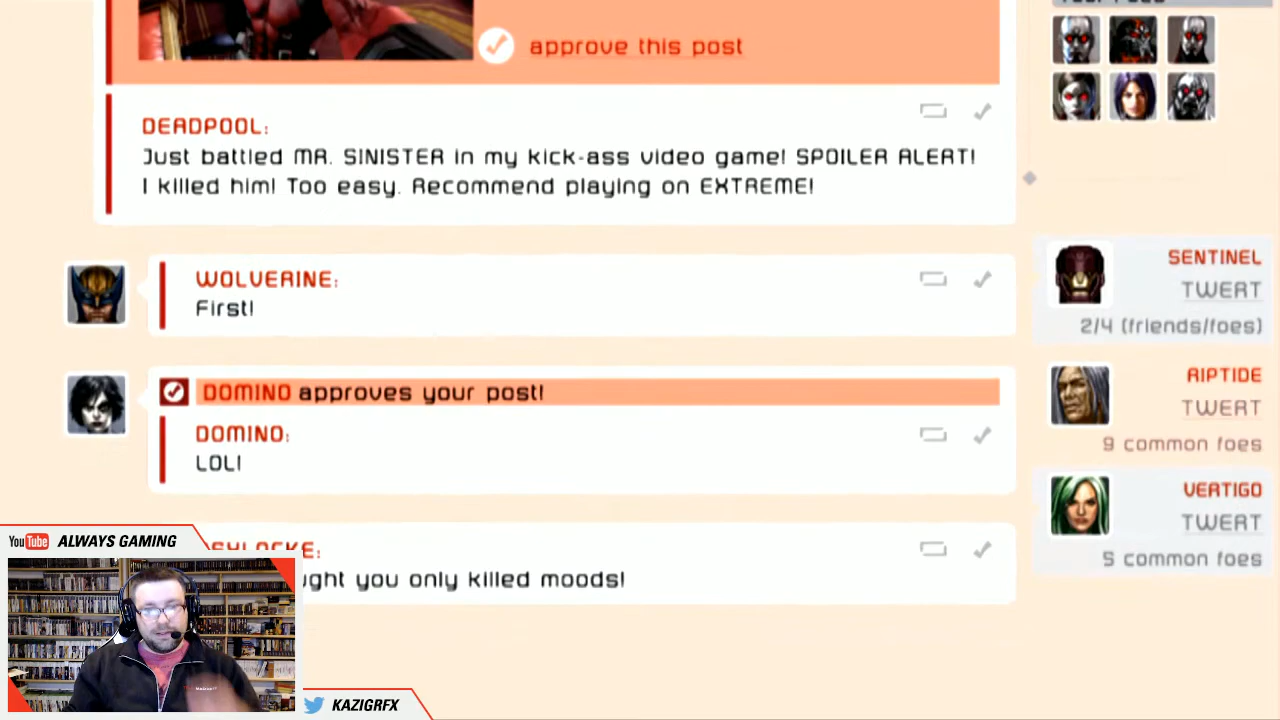 approve this post
DEADPOOL:
Just battled MR. SINISTER in my kick-ass video game! SPOILER ALERT!
I killed him! Too easy. Recommend playing on EXTREME!
WOLVERINE:
First!
DOMINO approves your post!
DOMINO:
LOL!
ght you only killed moods!
SENTINEL
TWERT
2/4 (friends/foes)
RIPTIDE
TWERT
9 common foes
VERTIGO
TWERT
5 common foes
YouTube ALWAYS GAMING
KAZIGRFX